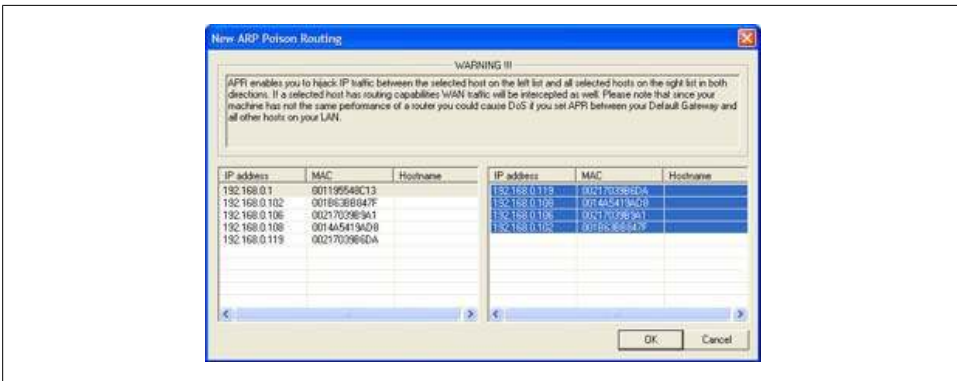 New ARP Poison Routing
WARNING !!!
APR enables you to hijack IP traffic between the selected host on the left list and all selected hosts on the right list in both
directions. If a selected host has routing capabilities WAN traffic will be intercepted as well. Please note that since your
machine has not the same performance of a router you could cause DoS if you set APR between your Default Gateway and
all other hosts on your LAN.
IP address MAC Hostname
192.168.0.1 001195548C13
192.168.0.102 001B63BB847F
192.168.0.106 00217039B9A1
192.168.0.108 0014A5419AD8
192.168.0.119 0021703986DA
IP address MAC Hostname
192.168.0.119 0021703986DA
192.168.0.108 0014A5419AD8
192.168.0.106 00217039B9A1
192.168.0.102 001B63BB847F
OK Cancel